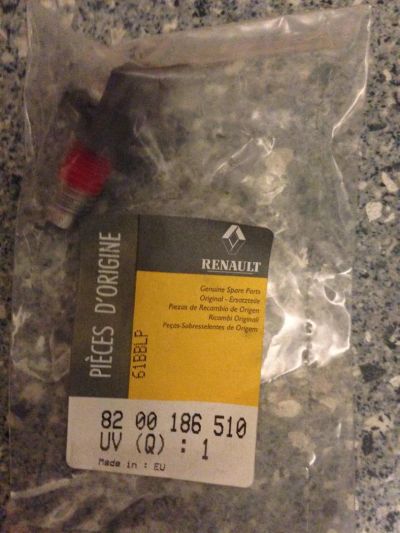 PIÈCES D'ORIGINE
RENAULT
Genuine Spare Parts
Original - Ersatzteile
Piezas de Recambio de Origen
Ricambi Originali
Peças-Sobresselentes de Origem
61BBLP
82 00 186 510
UV (Q) : 1
Made in : EU